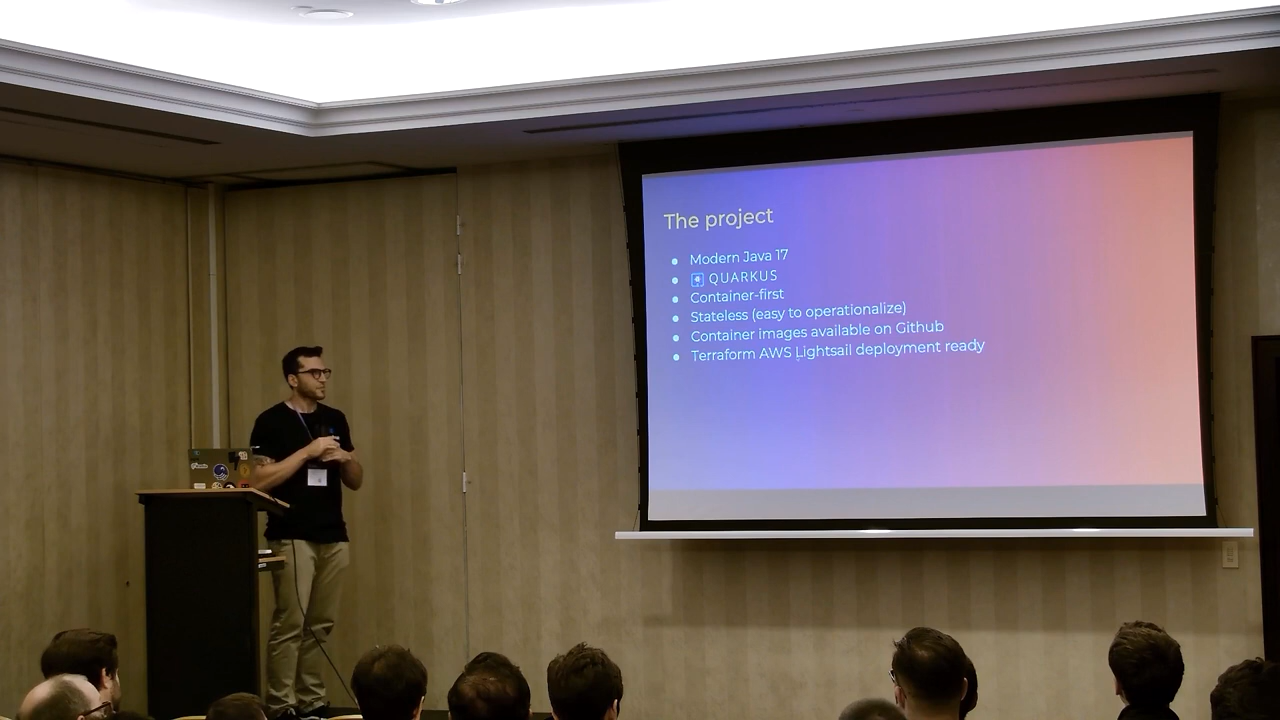 The project
Modern Java 17
QUARKUS
Container-first
Stateless (easy to operationalize)
Container images available on Github
Terraform AWS Lightsail deployment ready